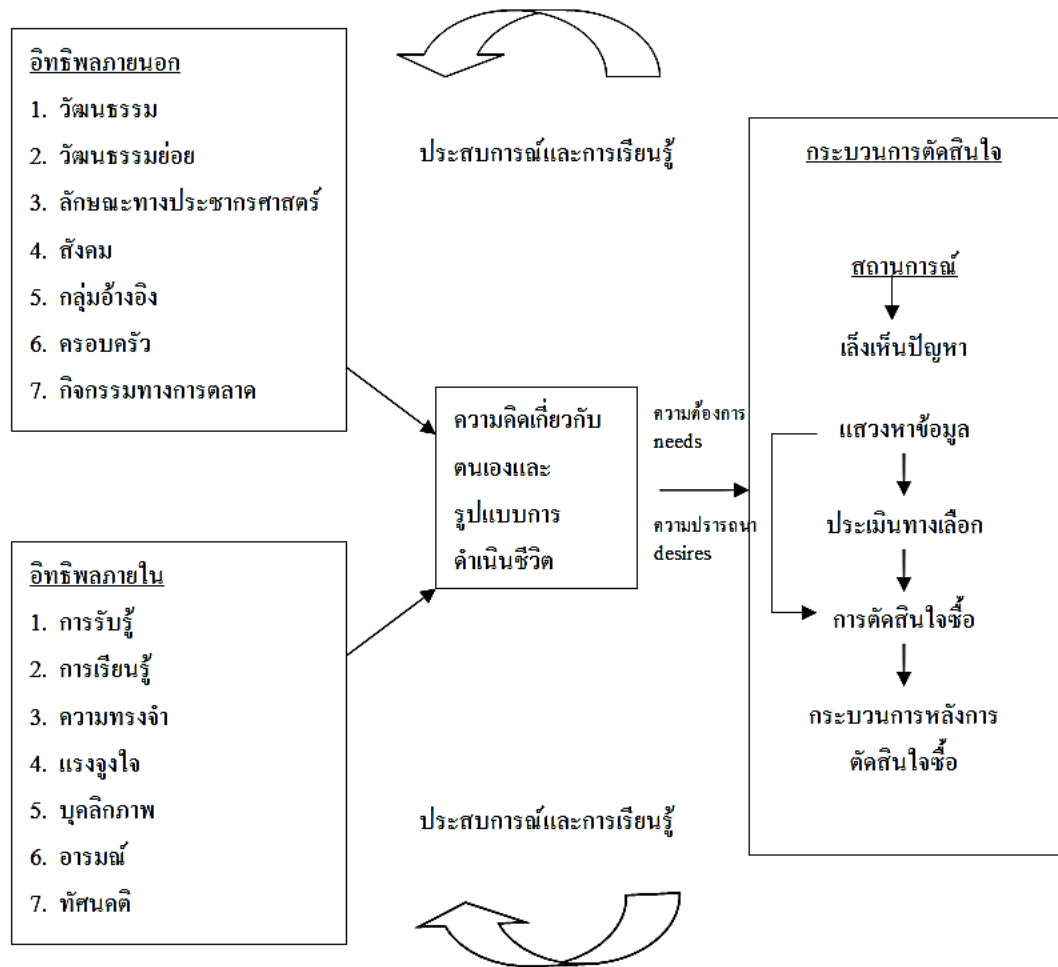 อิทธิพลภายนอก
1. วัฒนธรรม
2. วัฒนธรรมย่อย
3. ลักษณะทางประชากรศาสตร์
4. สังคม
5. กลุ่มอ้างอิง
6. ครอบครัว
7. กิจกรรมทางการตลาด
อิทธิพลภายใน
1. การรับรู้
2. การเรียนรู้
3. ความทรงจำ
4. แรงจูงใจ
5. บุคลิกภาพ
6. อารมณ์
7. ทัศนคติ
ประสบการณ์และการเรียนรู้
ความคิดเกี่ยวกับ
ตนเองและ
รูปแบบการ
ดำเนินชีวิต
ประสบการณ์และการเรียนรู้
ความต้องการ
needs
ความปรารถนา
desires
กระบวนการตัดสินใจ
สถานการณ์
เล็งเห็นปัญหา
แสวงหาข้อมูล
ประเมินทางเลือก
การตัดสินใจซื้อ
กระบวนการหลังการ
ตัดสินใจซื้อ